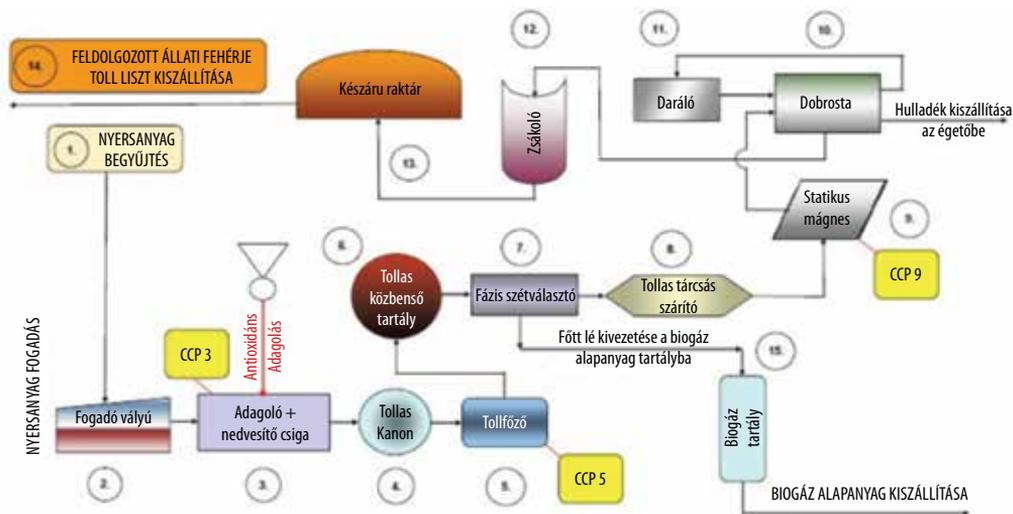 12.
11.
10.
14.
FELDOLGOZOTT ÁLLATI FEHÉRJE
TOLL LISZT KISZÁLLÍTÁSA
Készáru raktár
Zsákoló
Daráló
Dobrosta
Hulladék kiszállítása
az égetőbe
1.
NYERSANYAG
BEGYŰJTÉS
13.
Statikus
mágnes
9.
CCP 9
6.
7.
8.
Tollas
közbenső
tartály
Fázis szétválasztó
Tollas tárcsás
szárító
NYERSANYAG FOGADÁS
CCP 3
Antioxidáns
Adagolás
Főtt lé kivezetése a biogáz
alapanyag tartályba
15.
Fogadó vályú
Adagoló +
nedvesítő csiga
Tollas
Kanon
Tollfőző
Biogáz
tartály
2.
3.
4.
5.
CCP 5
BIOGÁZ ALAPANYAG KISZÁLLÍTÁSA